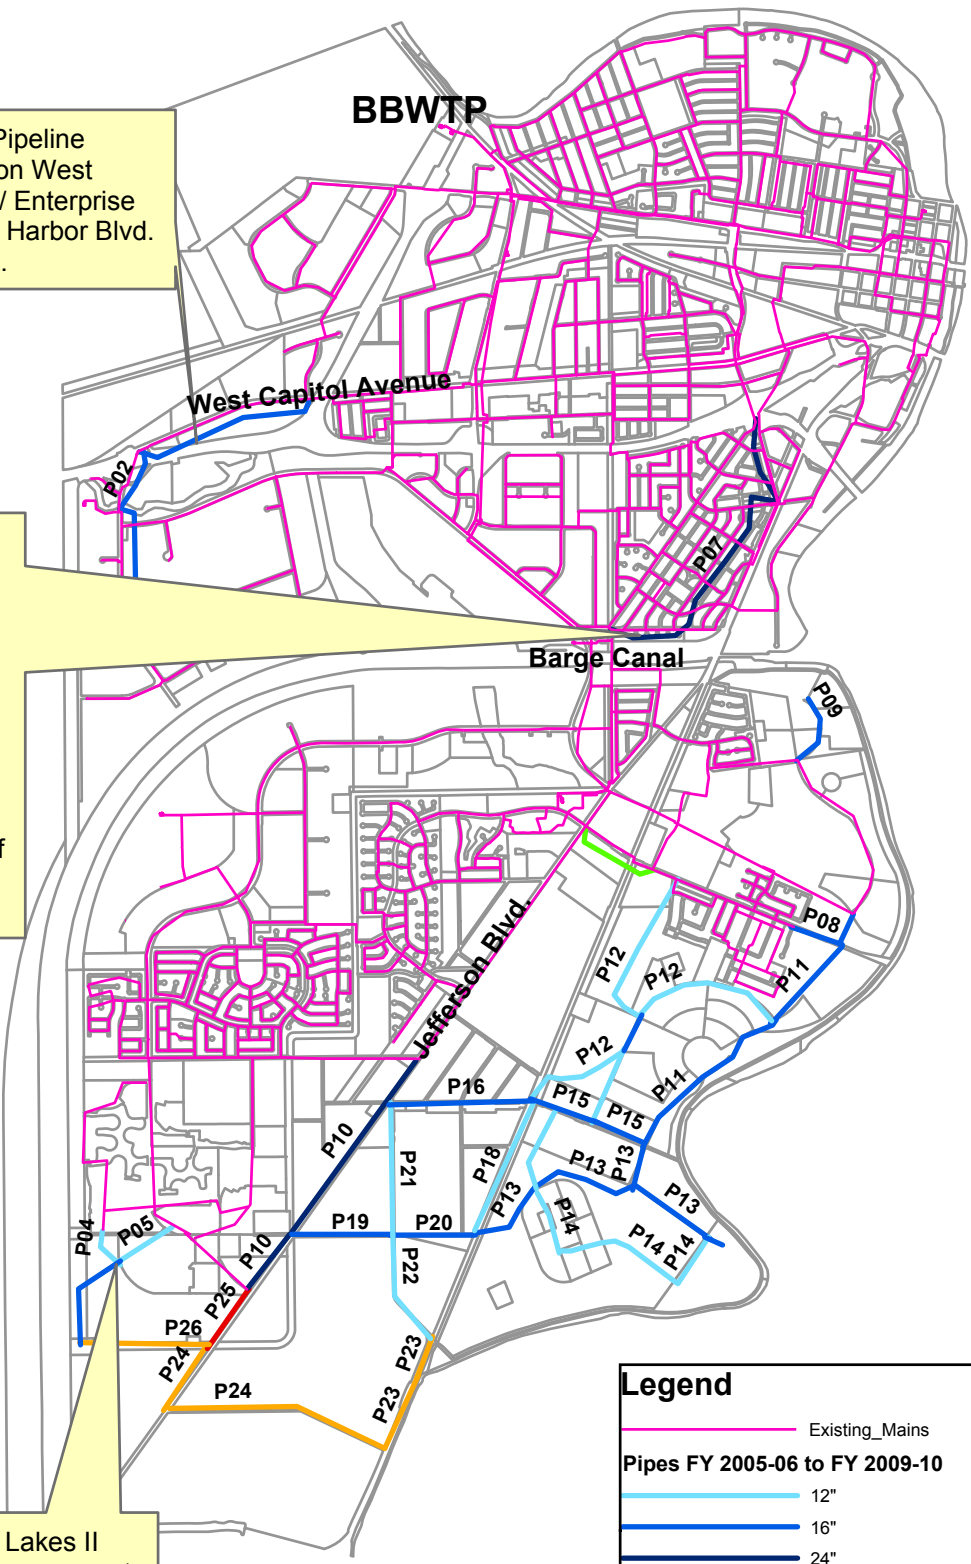 BBWTP
Pipeline
on West
/ Enterprise
Harbor Blvd.
.
West Capitol Avenue
P02
P07
Barge Canal
P09
f
Jefferson Blvd.
P08
P12
P12
P11
P12
P11
P16
P15
P15
P10
P21
P18
P13
P13
P13
P13
P14
P14
P14
P04
P05
P19
P20
P10
P22
P25
P26
P24
P23
P24
P23
Legend
Existing_Mains
Pipes FY 2005-06 to FY 2009-10
12"
16"
24"
Lakes II